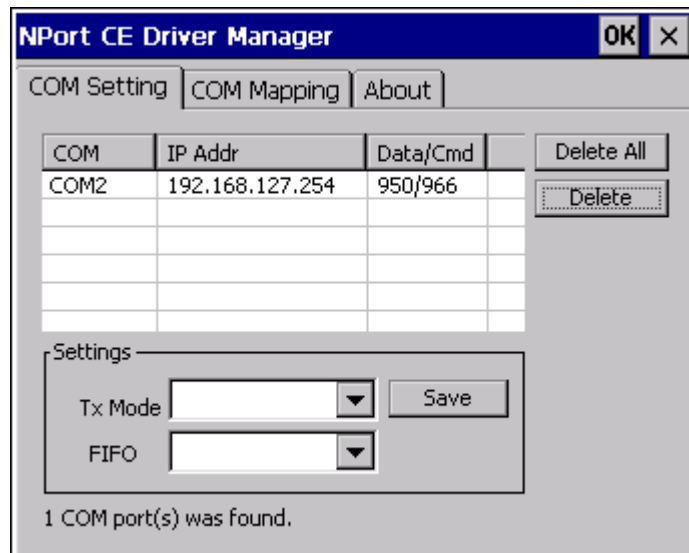 NPort CE Driver Manager OK ×
COM Setting COM Mapping About
COM IP Addr Data/Cmd Delete All
COM2 192.168.127.254 950/966
Delete
Settings
Tx Mode Save
FIFO
1 COM port(s) was found.